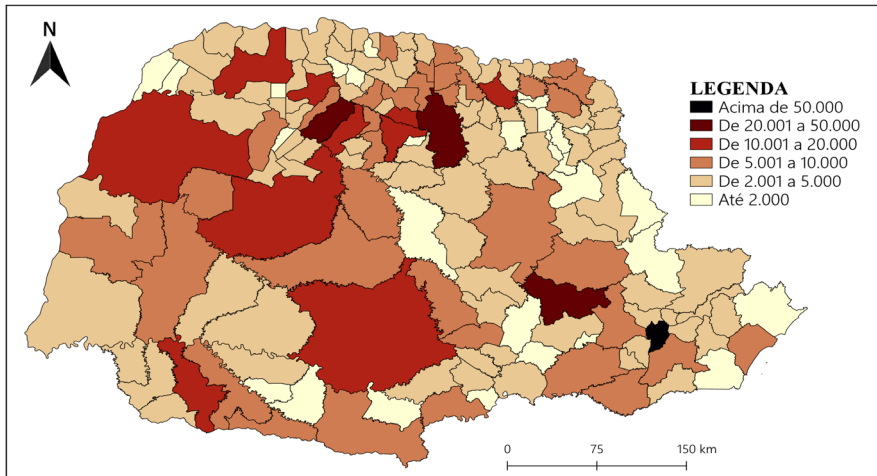 N
LEGENDA
Acima de 50.000
De 20.001 a 50.000
De 10.001 a 20.000
De 5.001 a 10.000
De 2.001 a 5.000
Até 2.000
0 75 150 km